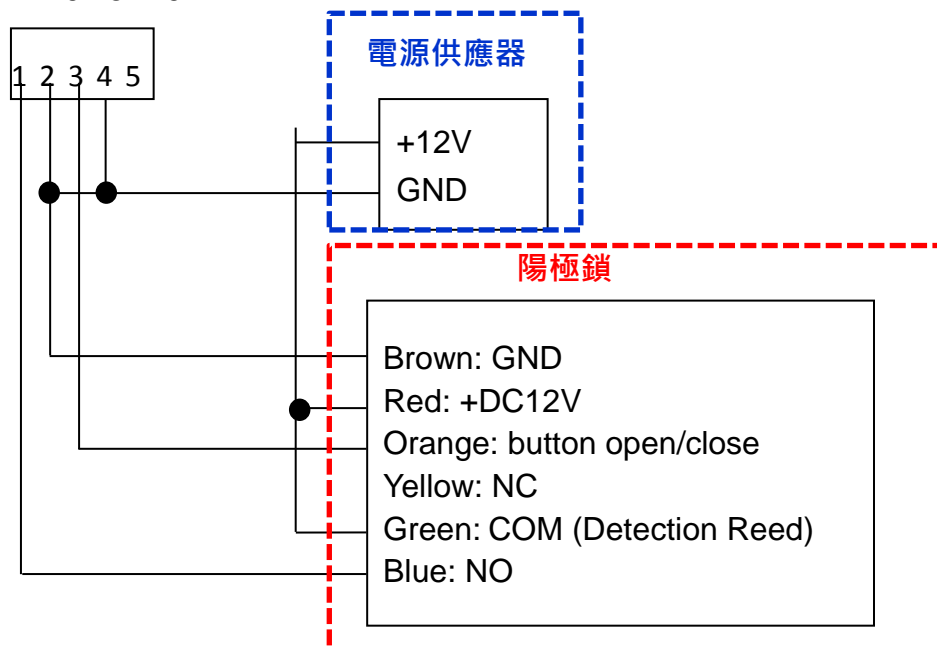 1 2 3 4 5
電源供應器
+12V
GND
陽極鎖
Brown: GND
Red: +DC12V
Orange: button open/close
Yellow: NC
Green: COM (Detection Reed)
Blue: NO